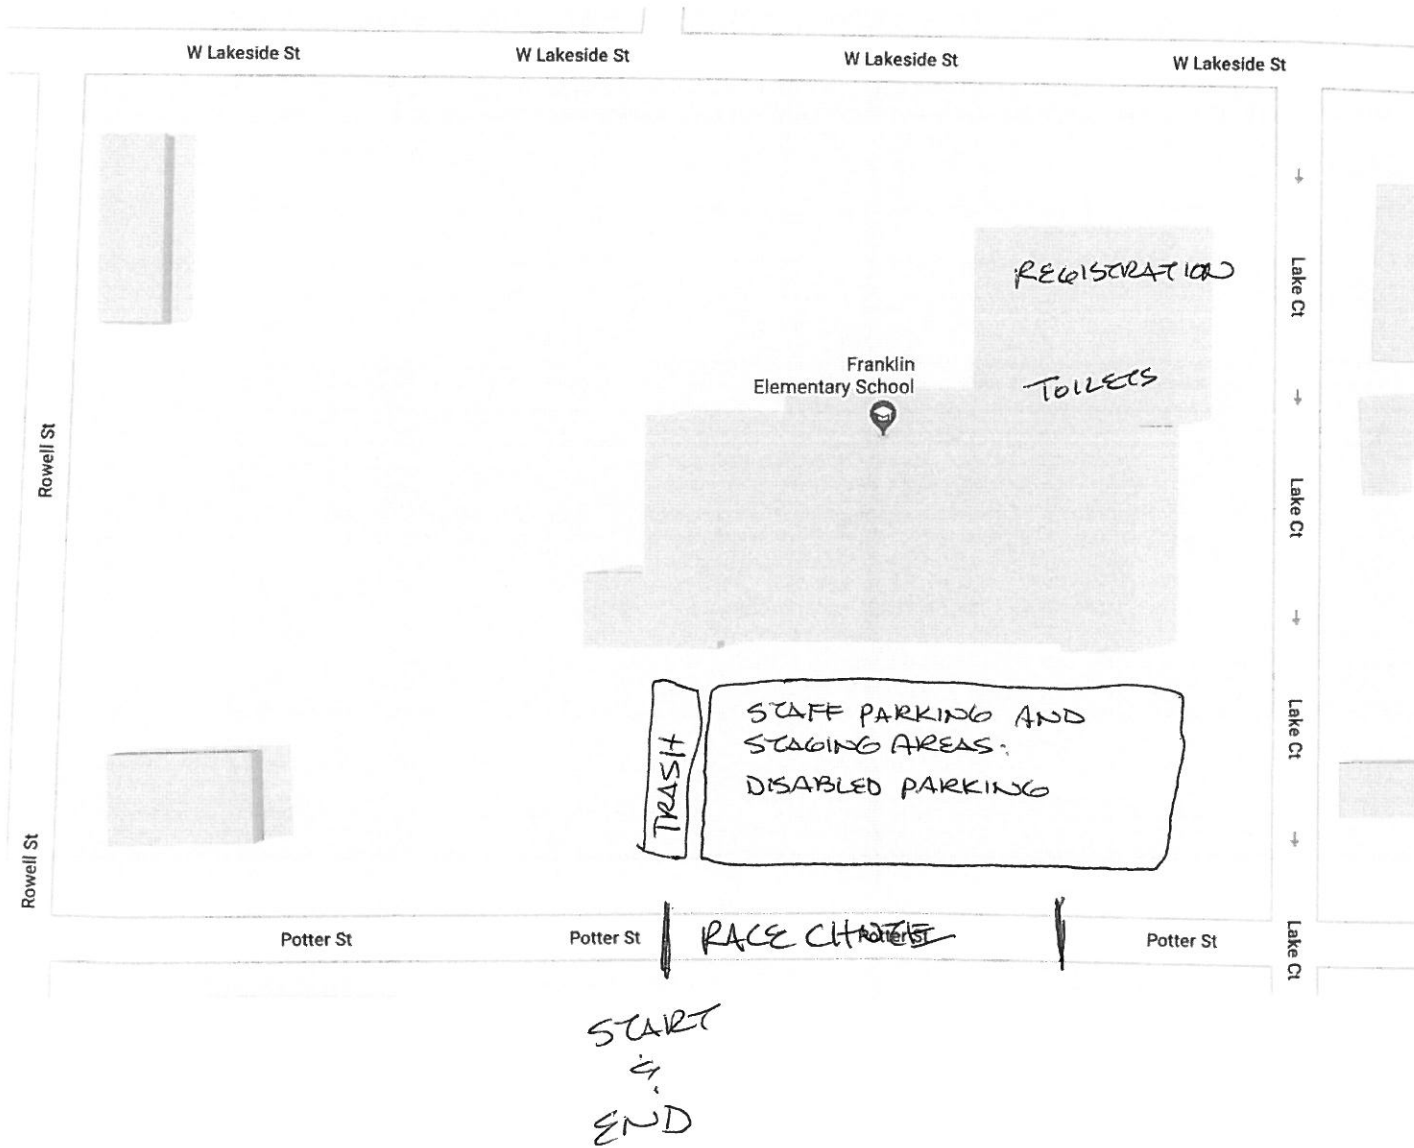 W Lakeside St
W Lakeside St
W Lakeside St
W Lakeside St
REGISTRATION
Lake Ct
Franklin
Elementary School
TOILETS
Rowell St
Lake Ct
STAFF PARKING AND
STAGING AREAS:
DISABLED PARKING
TRASH
Lake Ct
Rowell St
Potter St
Potter St
RACE CHUTE
Potter St
Potter St
Lake Ct
START
&
END